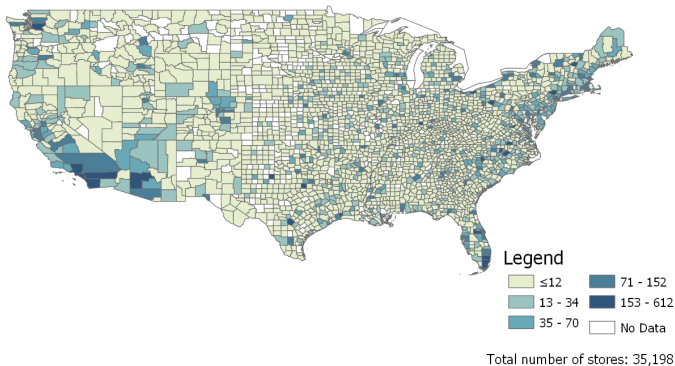 Legend
≤12
13 - 34
35 - 70
71 - 152
153 - 612
No Data
Total number of stores: 35,198